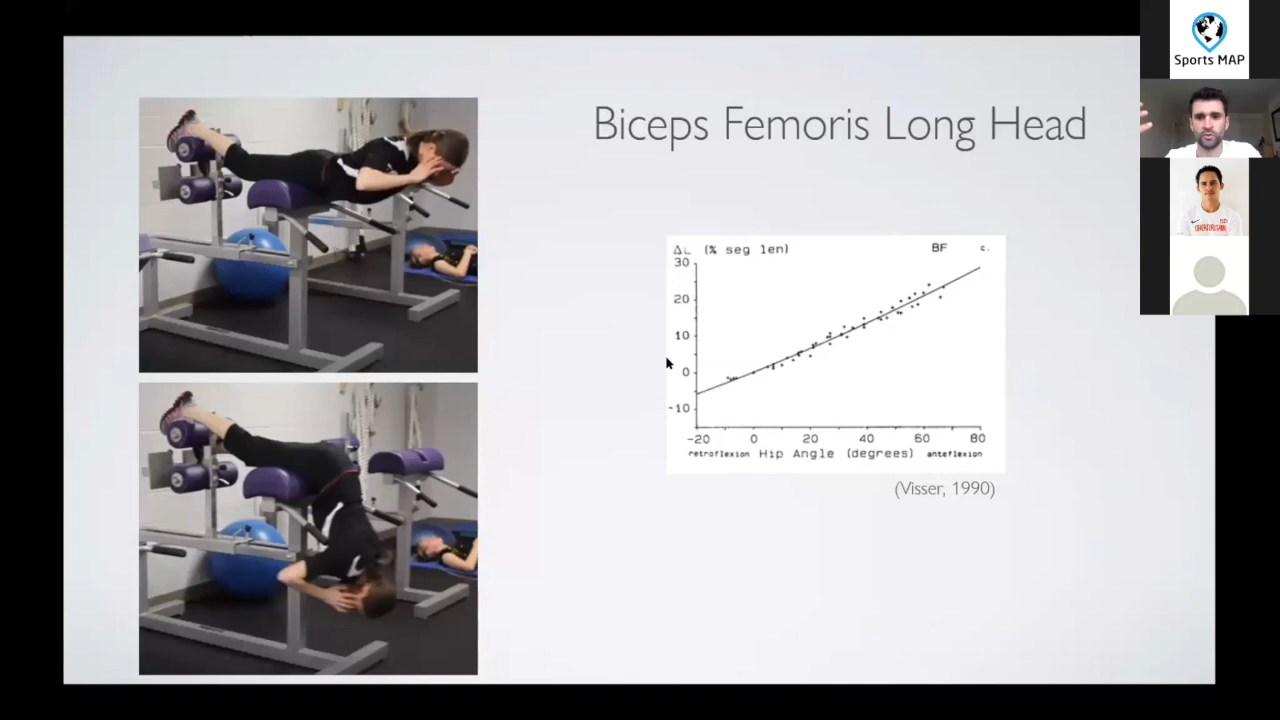 Biceps Femoris Long Head
ΔL (% seg len)
BF
c.
30
20
10
0
-10
-20
0
20
40
60
80
retroflexion Hip Angle (degrees) anteflexion
(Visser, 1990)
Sports MAP